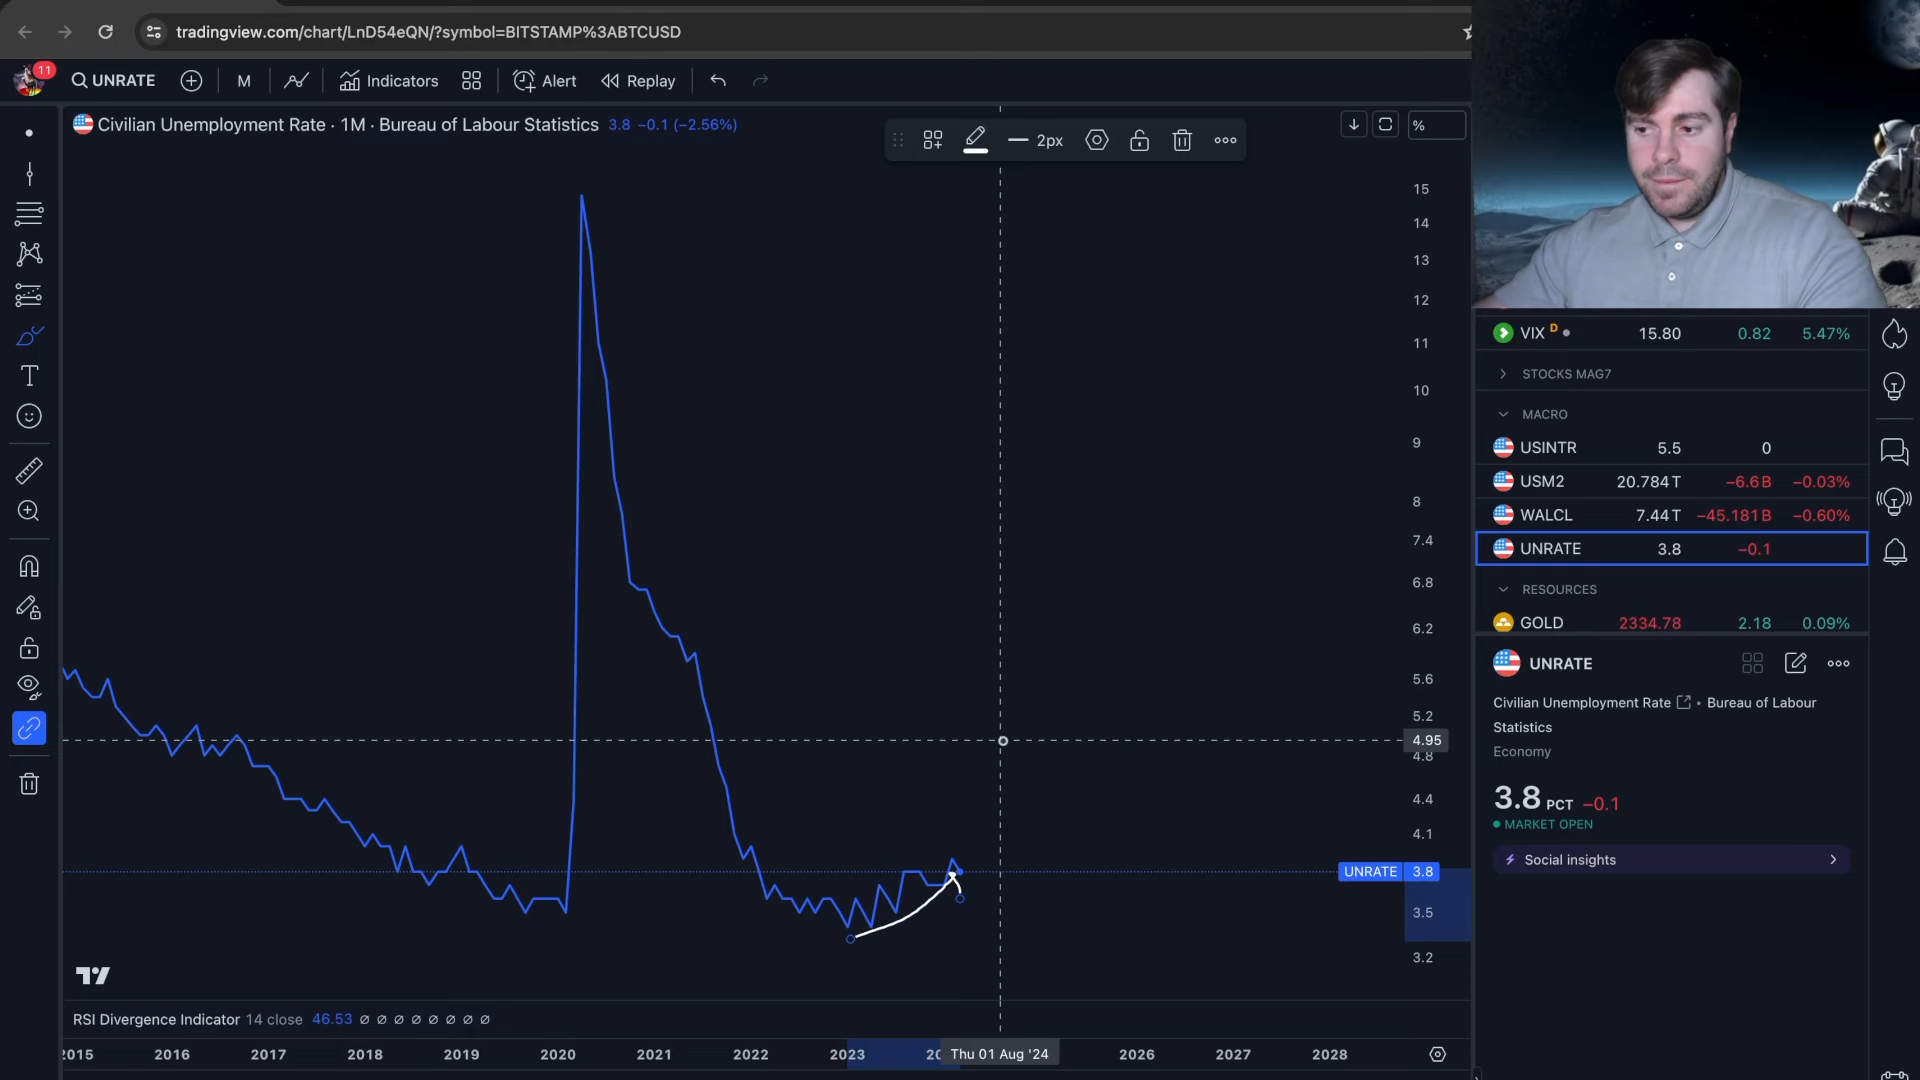 tradingview.com/chart/LnD54eQN/?symbol=BITSTAMP%3ABTCUSD
11
UNRATE
M
Indicators
Alert
Replay
Civilian Unemployment Rate · 1M · Bureau of Labour Statistics 3.8 −0.1 (−2.56%)
2px
%
15
14
13
12
11
10
9
8
7.4
6.8
6.2
5.6
5.2
4.95
4.8
4.4
4.1
UNRATE 3.8
3.5
3.2
RSI Divergence Indicator 14 close 46.53 ∅ ∅ ∅ ∅ ∅ ∅ ∅ ∅
2015 2016 2017 2018 2019 2020 2021 2022 2023 Thu 01 Aug '24 2026 2027 2028
VIX D 15.80 0.82 5.47%
STOCKS MAG7
MACRO
USINTR 5.5 0
USM2 20.784 T −6.6 B −0.03%
WALCL 7.44 T −45.181 B −0.60%
UNRATE 3.8 −0.1
RESOURCES
GOLD 2334.78 2.18 0.09%
UNRATE
Civilian Unemployment Rate • Bureau of Labour
Statistics
Economy
3.8 PCT −0.1
MARKET OPEN
Social insights